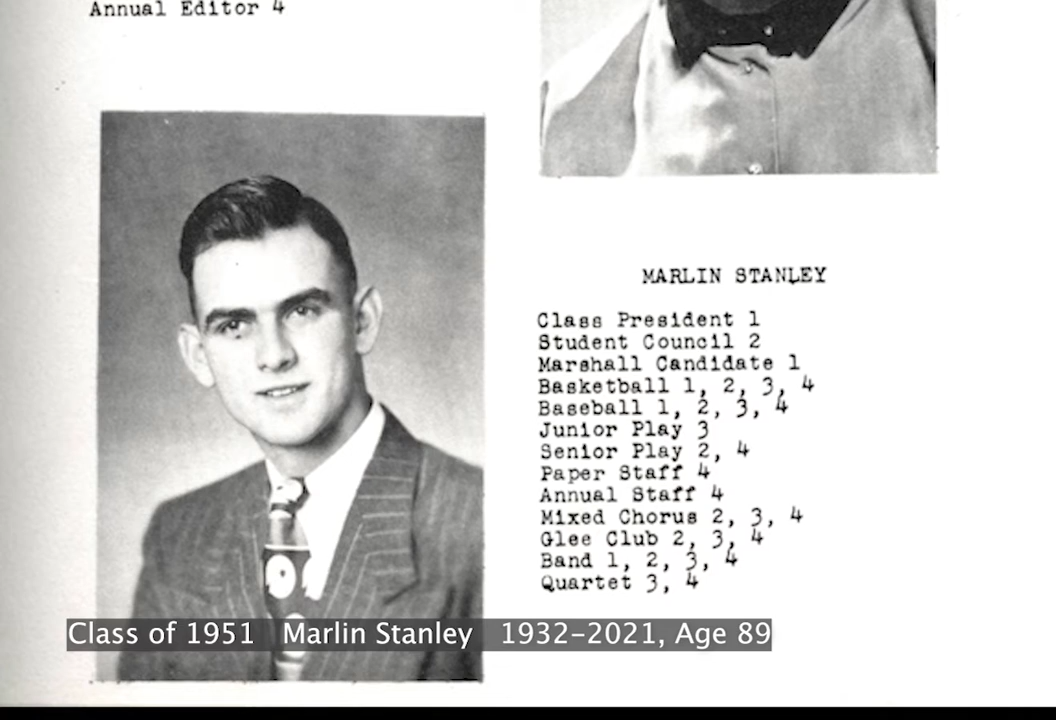 Annual Editor 4
MARLIN STANLEY
Class President 1
Student Council 2
Marshall Candidate 1
Basketball 1, 2, 3, 4
Baseball 1, 2, 3, 4
Junior Play 3
Senior Play 2, 4
Paper Staff 4
Annual Staff 4
Mixed Chorus 2, 3, 4
Glee Club 2, 3, 4
Band 1, 2, 3, 4
Quartet 3, 4
Class of 1951 Marlin Stanley 1932-2021, Age 89